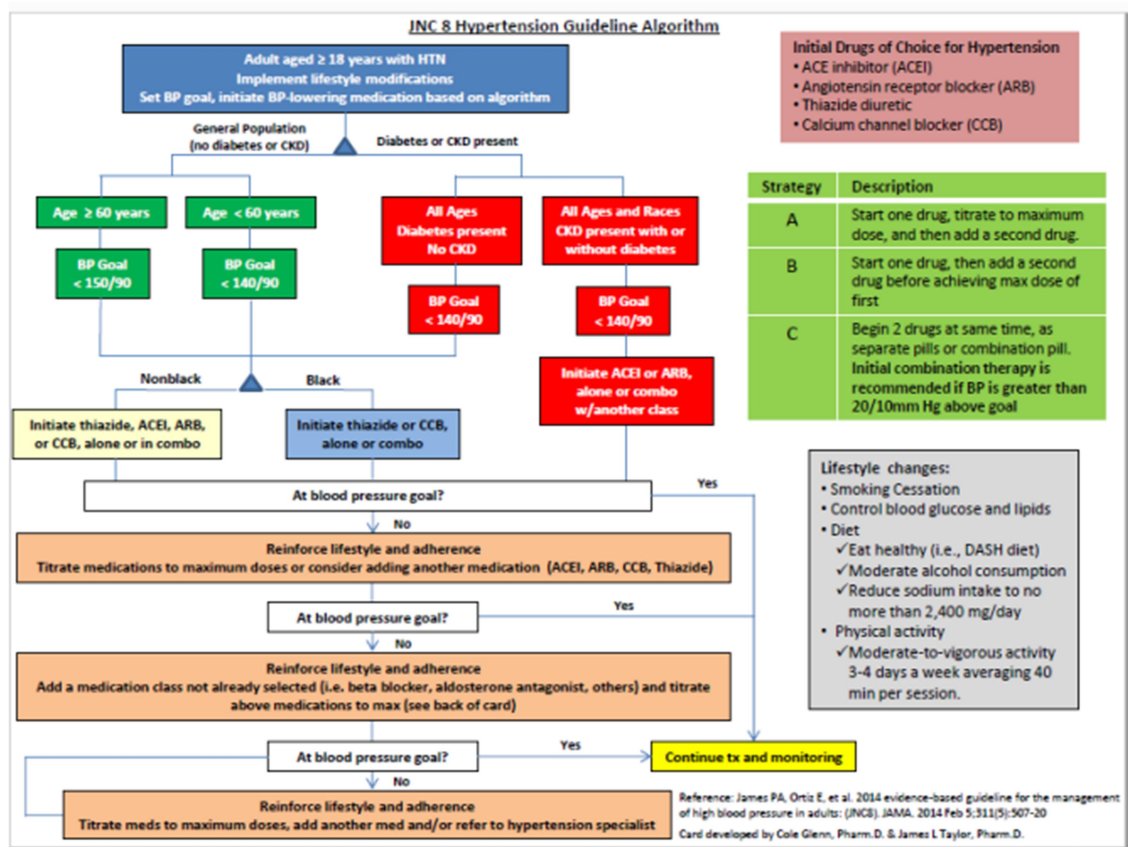 JNC 8 Hypertension Guideline Algorithm
Adult aged ≥ 18 years with HTN
Implement lifestyle modifications
Set BP goal, initiate BP-lowering medication based on algorithm
General Population
(no diabetes or CKD)
Diabetes or CKD present
Age ≥ 60 years
Age < 60 years
All Ages
Diabetes present
No CKD
All Ages and Races
CKD present with or
without diabetes
BP Goal
< 150/90
BP Goal
< 140/90
BP Goal
< 140/90
BP Goal
< 140/90
Nonblack
Black
Initiate thiazide, ACEI, ARB,
or CCB, alone or in combo
Initiate thiazide or CCB,
alone or combo
Initiate ACEI or ARB,
alone or combo
w/another class
At blood pressure goal?
Yes
No
Reinforce lifestyle and adherence
Titrate medications to maximum doses or consider adding another medication (ACEI, ARB, CCB, Thiazide)
At blood pressure goal?
Yes
No
Reinforce lifestyle and adherence
Add a medication class not already selected (i.e. beta blocker, aldosterone antagonist, others) and titrate
above medications to max (see back of card)
At blood pressure goal?
Yes
Continue tx and monitoring
No
Reinforce lifestyle and adherence
Titrate meds to maximum doses, add another med and/or refer to hypertension specialist
Initial Drugs of Choice for Hypertension
• ACE inhibitor (ACEI)
• Angiotensin receptor blocker (ARB)
• Thiazide diuretic
• Calcium channel blocker (CCB)
Strategy Description
A Start one drug, titrate to maximum
dose, and then add a second drug.
B Start one drug, then add a second
drug before achieving max dose of
first
C Begin 2 drugs at same time, as
separate pills or combination pill.
Initial combination therapy is
recommended if BP is greater than
20/10mm Hg above goal
Lifestyle changes:
• Smoking Cessation
• Control blood glucose and lipids
• Diet
✓Eat healthy (i.e., DASH diet)
✓Moderate alcohol consumption
✓Reduce sodium intake to no
more than 2,400 mg/day
• Physical activity
✓Moderate-to-vigorous activity
3-4 days a week averaging 40
min per session.
Reference: James PA, Ortiz E, et al. 2014 evidence-based guideline for the management
of high blood pressure in adults: (JNC8). JAMA. 2014 Feb 5;311(5):507-20
Card developed by Cole Glenn, Pharm.D. & James L Taylor, Pharm.D.